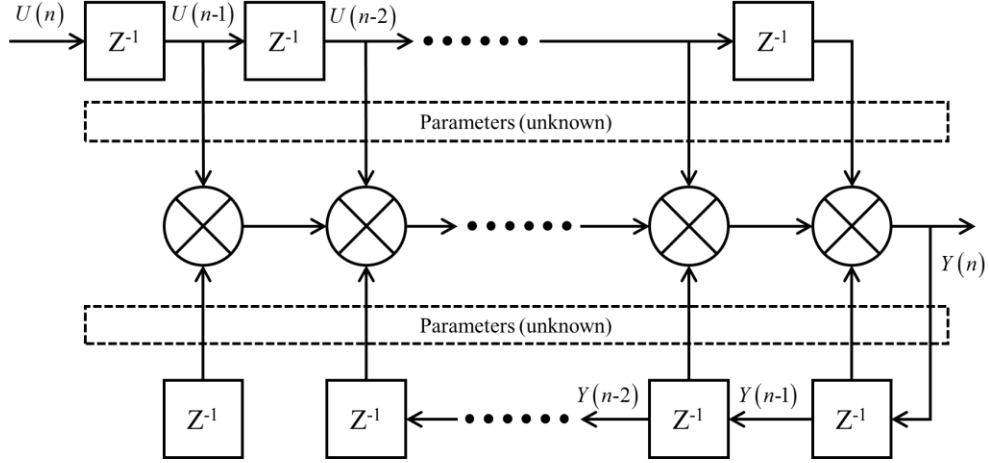 U(n) U(n-1) U(n-2)
Z⁻¹ Z⁻¹ Z⁻¹
Parameters (unknown)
Y(n)
Parameters (unknown)
Y(n-2) Y(n-1)
Z⁻¹ Z⁻¹ Z⁻¹ Z⁻¹